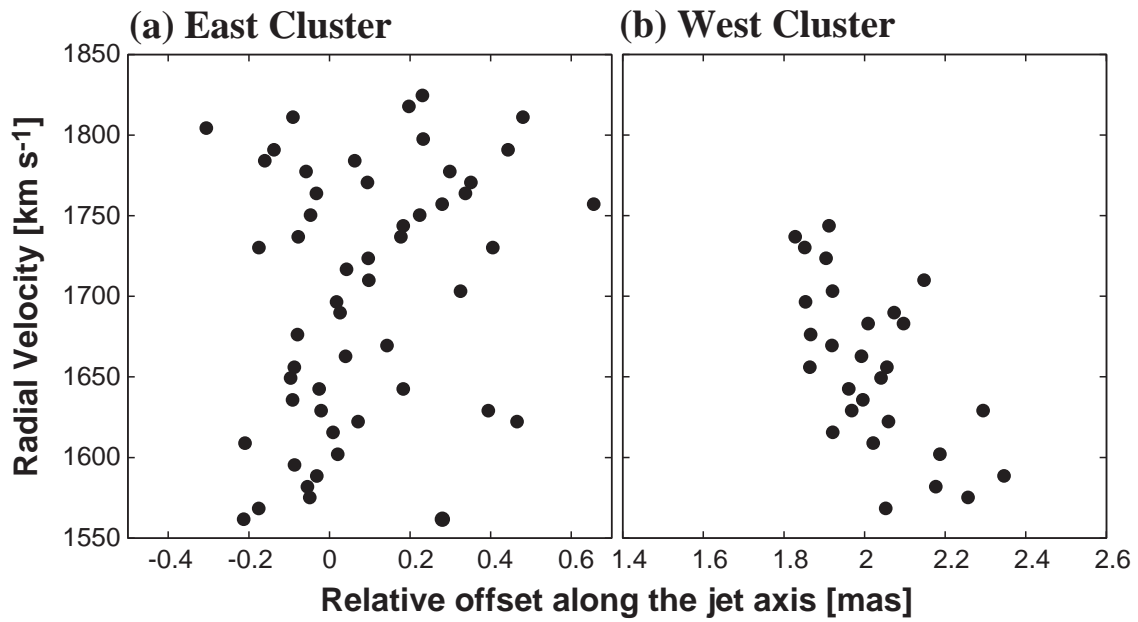 (a) East Cluster
(b) West Cluster
Radial Velocity [km s-1]
1850
1800
1750
1700
1650
1600
1550
-0.4 -0.2 0 0.2 0.4 0.6
1.4 1.6 1.8 2 2.2 2.4 2.6
Relative offset along the jet axis [mas]